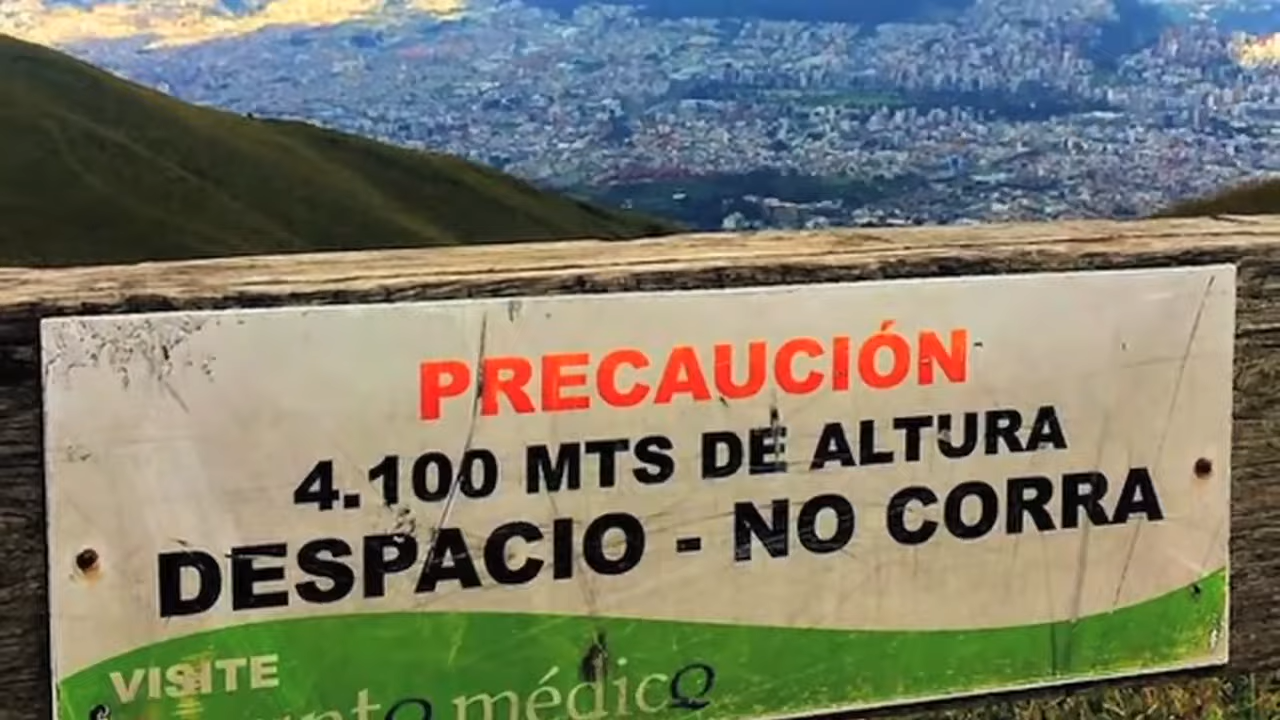 PRECAUCIÓN
4.100 MTS DE ALTURA
DESPACIO - NO CORRA
VISITE
médico